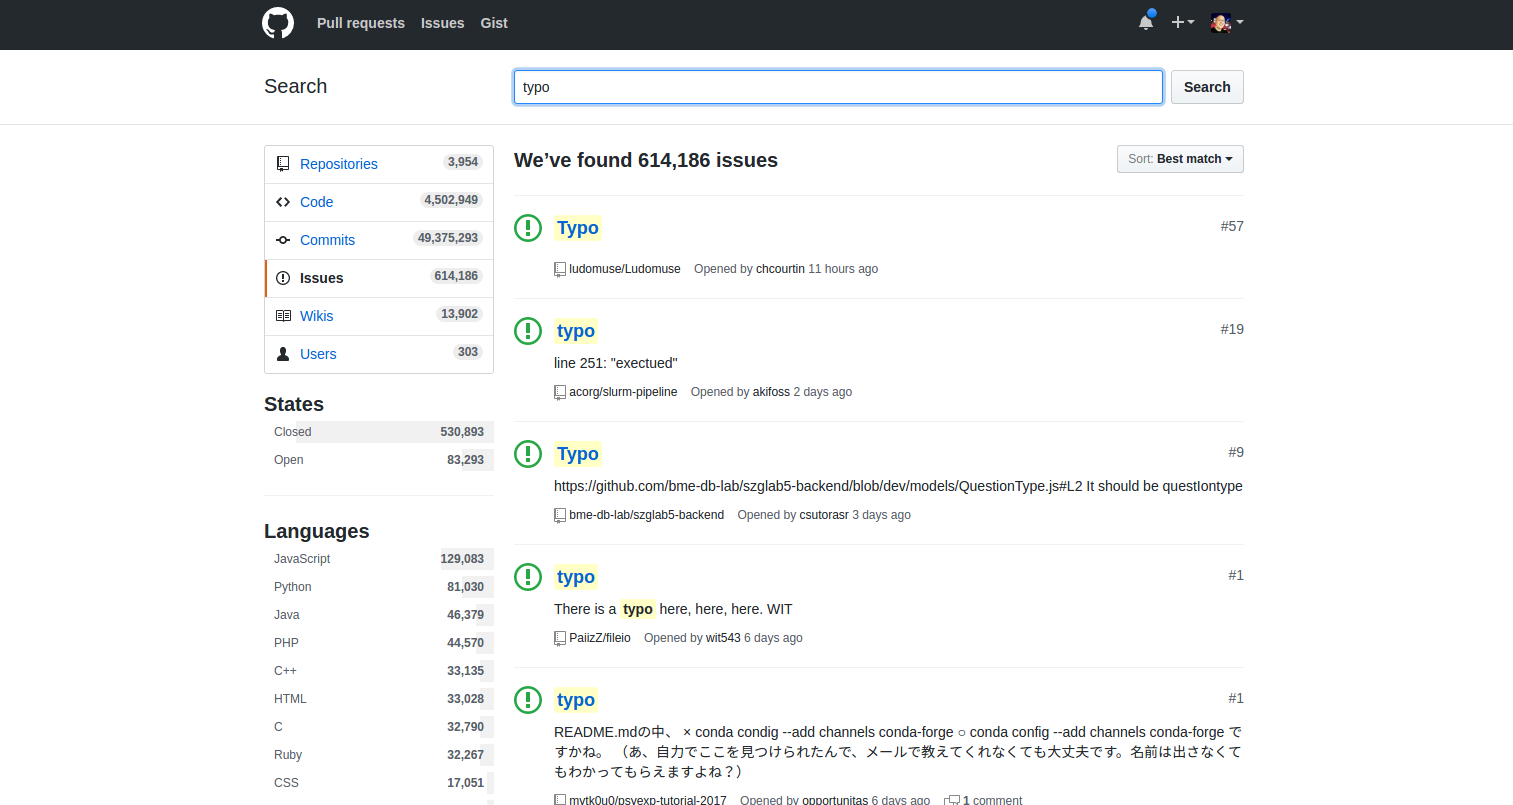 Pull requests Issues Gist
Search typo Search
Repositories 3,954
Code 4,502,949
Commits 49,375,293
Issues 614,186
Wikis 13,902
Users 303
States
Closed 530,893
Open 83,293
Languages
JavaScript 129,083
Python 81,030
Java 46,379
PHP 44,570
C++ 33,135
HTML 33,028
C 32,790
Ruby 32,267
CSS 17,051
We’ve found 614,186 issues
Sort: Best match
Typo #57
ludomuse/Ludomuse Opened by chcourtin 11 hours ago
typo #19
line 251: "exectued"
acorg/slurm-pipeline Opened by akifoss 2 days ago
Typo #9
https://github.com/bme-db-lab/szglab5-backend/blob/dev/models/QuestionType.js#L2 It should be questIontype
bme-db-lab/szglab5-backend Opened by csutorasr 3 days ago
typo #1
There is a typo here, here, here. WIT
PaiizZ/fileio Opened by wit543 6 days ago
typo #1
README.mdの中、 × conda condig --add channels conda-forge ○ conda config --add channels conda-forge で
すかね。 （あ、自力でここを見つけられたんで、メールで教えてくれなくても大丈夫です。名前は出さなくて
もわかってもらえますよね？）
mytk0u0/psyexp-tutorial-2017 Opened by opportunitas 6 days ago 1 comment